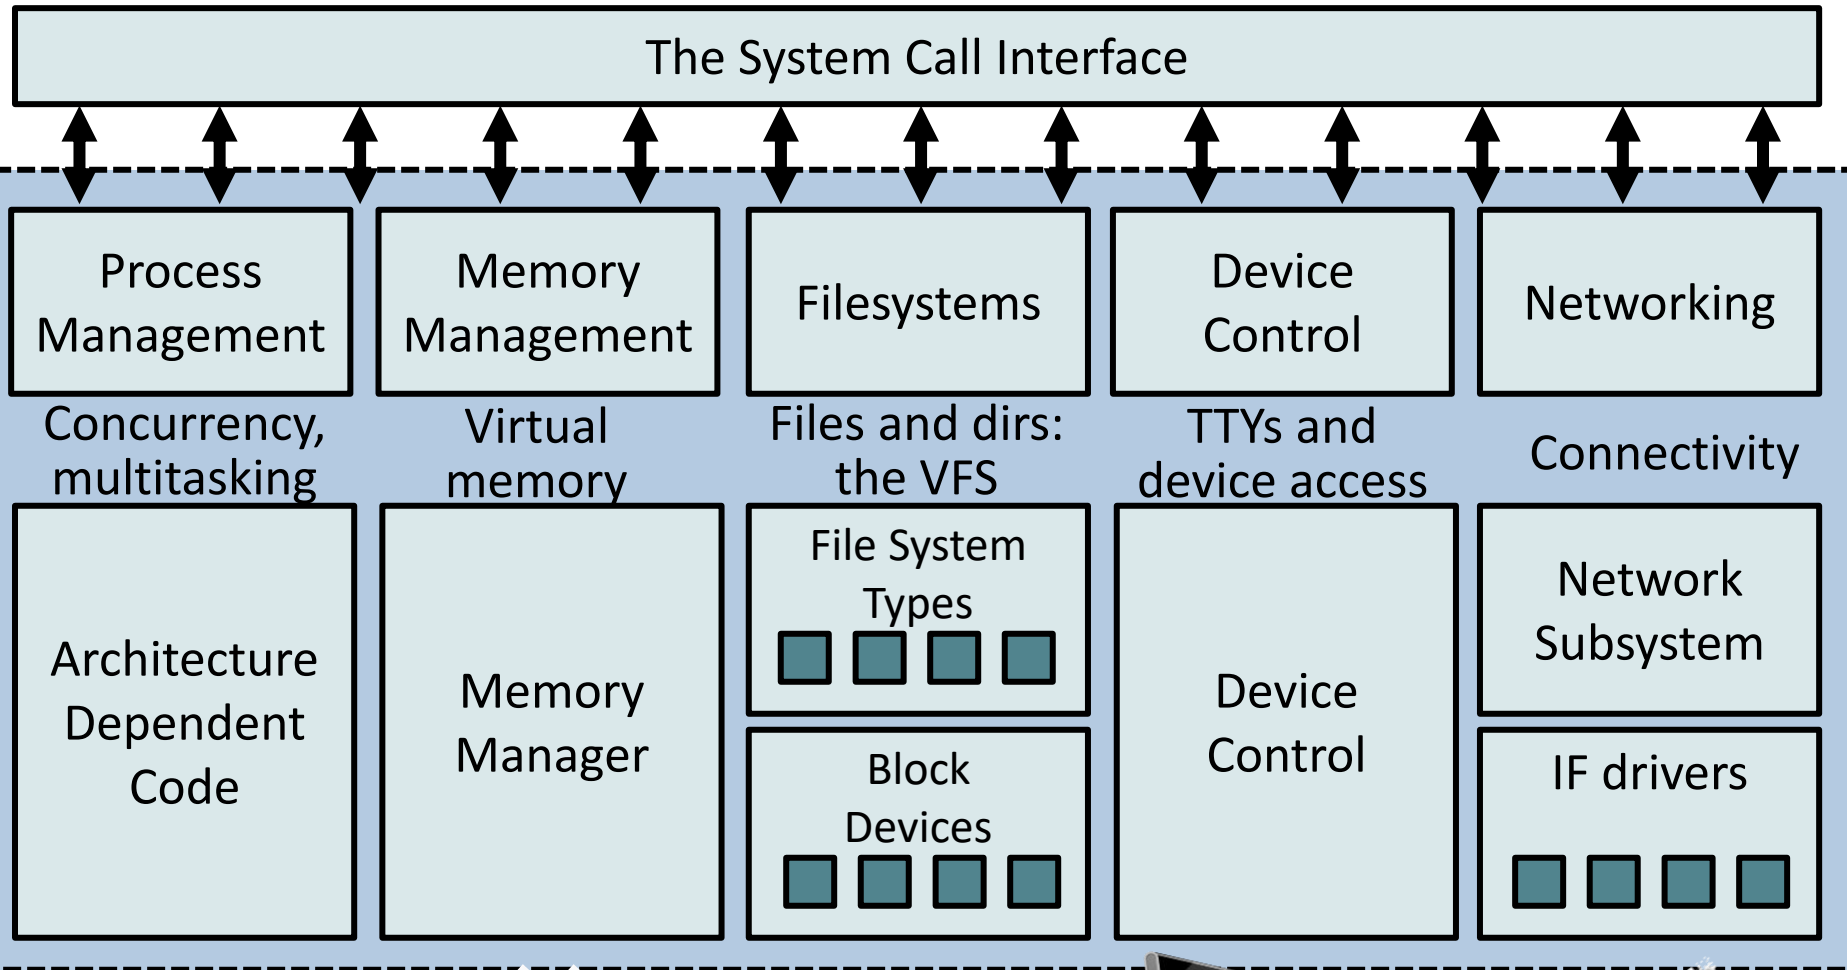 The System Call Interface
Process
Management
Memory
Management
Filesystems
Device
Control
Networking
Concurrency,
multitasking
Virtual
memory
Files and dirs:
the VFS
TTYs and
device access
Connectivity
Architecture
Dependent
Code
Memory
Manager
File System
Types
Block
Devices
Device
Control
Network
Subsystem
IF drivers